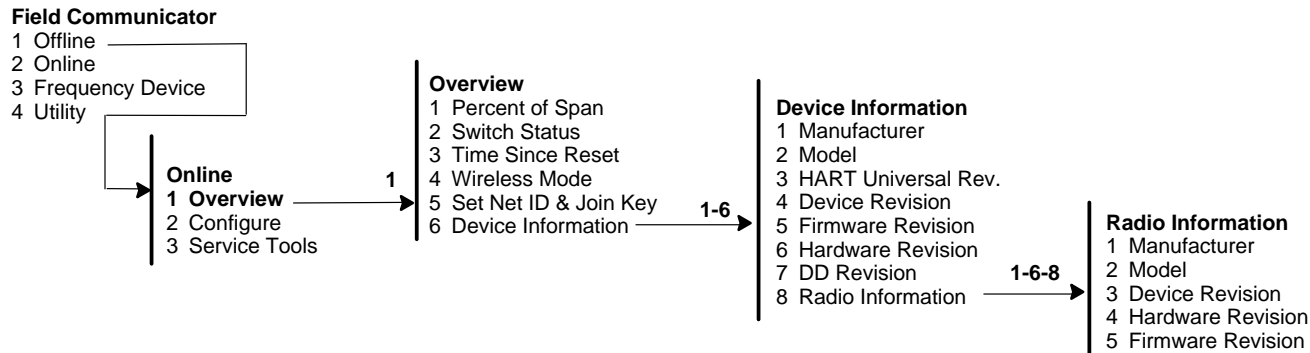 Field Communicator
1 Offline
2 Online
3 Frequency Device
4 Utility
Online
1 Overview
2 Configure
3 Service Tools
1
Overview
1 Percent of Span
2 Switch Status
3 Time Since Reset
4 Wireless Mode
5 Set Net ID & Join Key
6 Device Information
1-6
Device Information
1 Manufacturer
2 Model
3 HART Universal Rev.
4 Device Revision
5 Firmware Revision
6 Hardware Revision
7 DD Revision
8 Radio Information
1-6-8
Radio Information
1 Manufacturer
2 Model
3 Device Revision
4 Hardware Revision
5 Firmware Revision